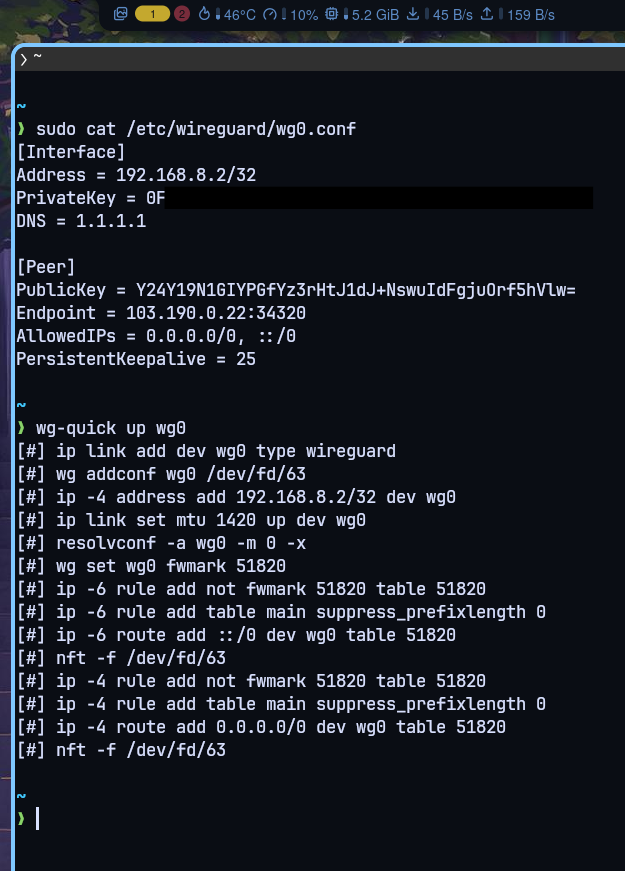 1 2 46°C 10% 5.2 GiB 45 B/s 159 B/s
❯ ~
~
❯ sudo cat /etc/wireguard/wg0.conf
[Interface]
Address = 192.168.8.2/32
PrivateKey = 0F
DNS = 1.1.1.1
[Peer]
PublicKey = Y24Y19N1GIYPGfYz3rHtJ1dJ+NswuIdFgjuOrf5hVlw=
Endpoint = 103.190.0.22:34320
AllowedIPs = 0.0.0.0/0, ::/0
PersistentKeepalive = 25
~
❯ wg-quick up wg0
[#] ip link add dev wg0 type wireguard
[#] wg addconf wg0 /dev/fd/63
[#] ip -4 address add 192.168.8.2/32 dev wg0
[#] ip link set mtu 1420 up dev wg0
[#] resolvconf -a wg0 -m 0 -x
[#] wg set wg0 fwmark 51820
[#] ip -6 rule add not fwmark 51820 table 51820
[#] ip -6 rule add table main suppress_prefixlength 0
[#] ip -6 route add ::/0 dev wg0 table 51820
[#] nft -f /dev/fd/63
[#] ip -4 rule add not fwmark 51820 table 51820
[#] ip -4 rule add table main suppress_prefixlength 0
[#] ip -4 route add 0.0.0.0/0 dev wg0 table 51820
[#] nft -f /dev/fd/63
~
❯